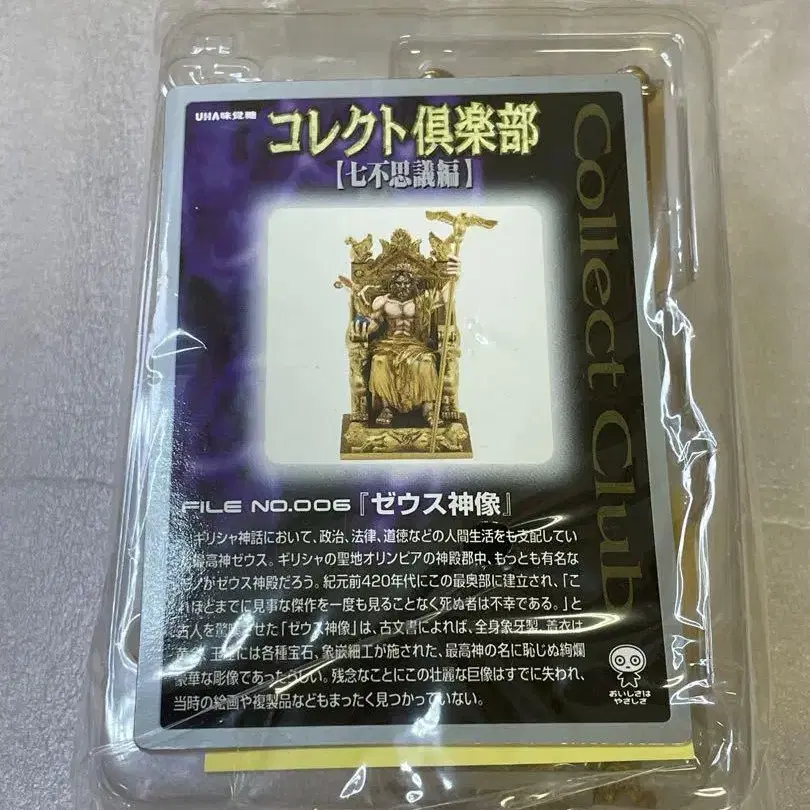 UHA味覚糖
コレクト倶楽部
【七不思議編】
Collect Club
FILE NO.006『ゼウス神像』
ギリシャ神話において、政治、法律、道徳などの人間生活をも支配してい
最高神ゼウス。ギリシャの聖地オリンピアの神殿郡中、もっとも有名な
がゼウス神殿だろう。紀元前420年代にこの最奥部に建立され、「こ
ほどまでに見事な傑作を一度も見ることなく死ぬ者は不幸である。」と
古人を驚嘆させた「ゼウス神像」は、古文書によれば、全身象牙製、着衣は
には各種宝石、象嵌細工が施された、最高神の名に恥じぬ絢爛
豪華な彫像であったらしい。残念なことにこの壮麗な巨像はすでに失われ、
当時の絵画や複製品などもまったく見つかっていない。
おいしさは
やさしさ